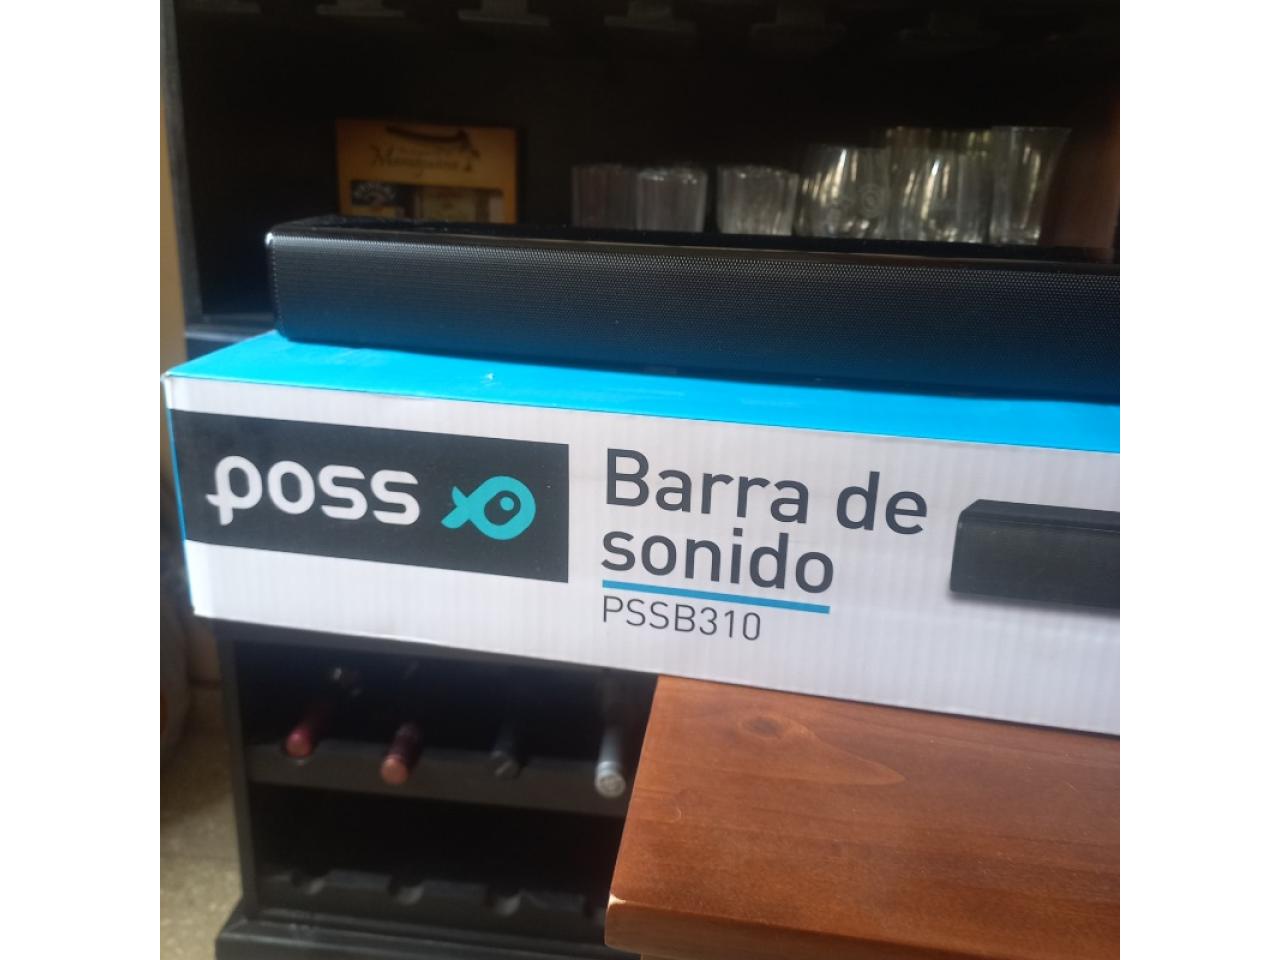 poss
Barra de
sonido
PSSB310